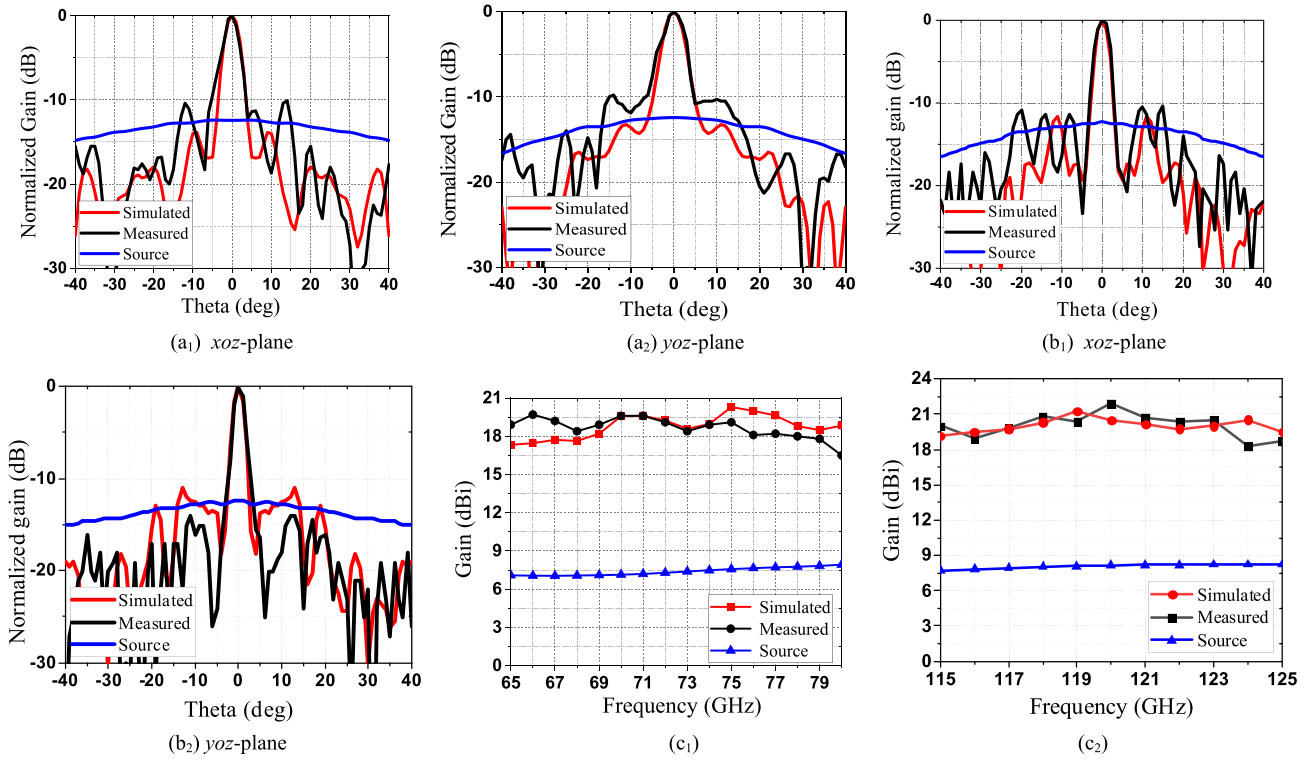 Normalized Gain (dB)
0
-10
-20
-30
Simulated
Measured
Source
-40 -30 -20 -10 0 10 20 30 40
Theta (deg)
(a1) xoz-plane
Normalized Gain (dB)
0
-10
-20
-30
Simulated
Measured
Source
-40 -30 -20 -10 0 10 20 30 40
Theta (deg)
(a2) yoz-plane
Normalized gain (dB)
0
-10
-20
-30
Simulated
Measured
Source
-40 -30 -20 -10 0 10 20 30 40
Theta (deg)
(b1) xoz-plane
Normalized gain (dB)
0
-10
-20
-30
Simulated
Measured
Source
-40 -30 -20 -10 0 10 20 30 40
Theta (deg)
(b2) yoz-plane
Gain (dBi)
21
18
15
12
9
6
3
0
Simulated
Measured
Source
65 67 69 71 73 75 77 79
Frequency (GHz)
(c1)
Gain (dBi)
24
21
18
15
12
9
6
3
0
Simulated
Measured
Source
115 117 119 121 123 125
Frequency (GHz)
(c2)